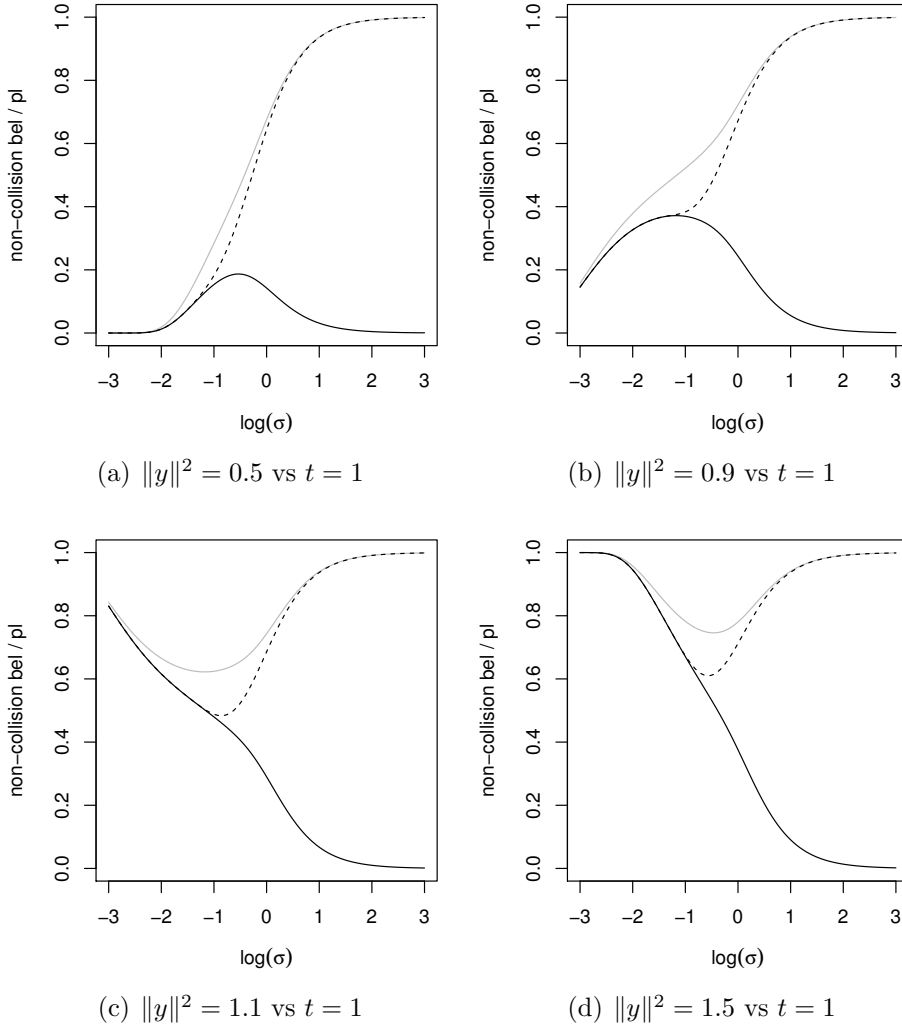 non-collision bel / pl
0.0 0.2 0.4 0.6 0.8 1.0
−3 −2 −1 0 1 2 3
log(σ)
(a) ‖y‖² = 0.5 vs t = 1
non-collision bel / pl
0.0 0.2 0.4 0.6 0.8 1.0
−3 −2 −1 0 1 2 3
log(σ)
(b) ‖y‖² = 0.9 vs t = 1
non-collision bel / pl
0.0 0.2 0.4 0.6 0.8 1.0
−3 −2 −1 0 1 2 3
log(σ)
(c) ‖y‖² = 1.1 vs t = 1
non-collision bel / pl
0.0 0.2 0.4 0.6 0.8 1.0
−3 −2 −1 0 1 2 3
log(σ)
(d) ‖y‖² = 1.5 vs t = 1